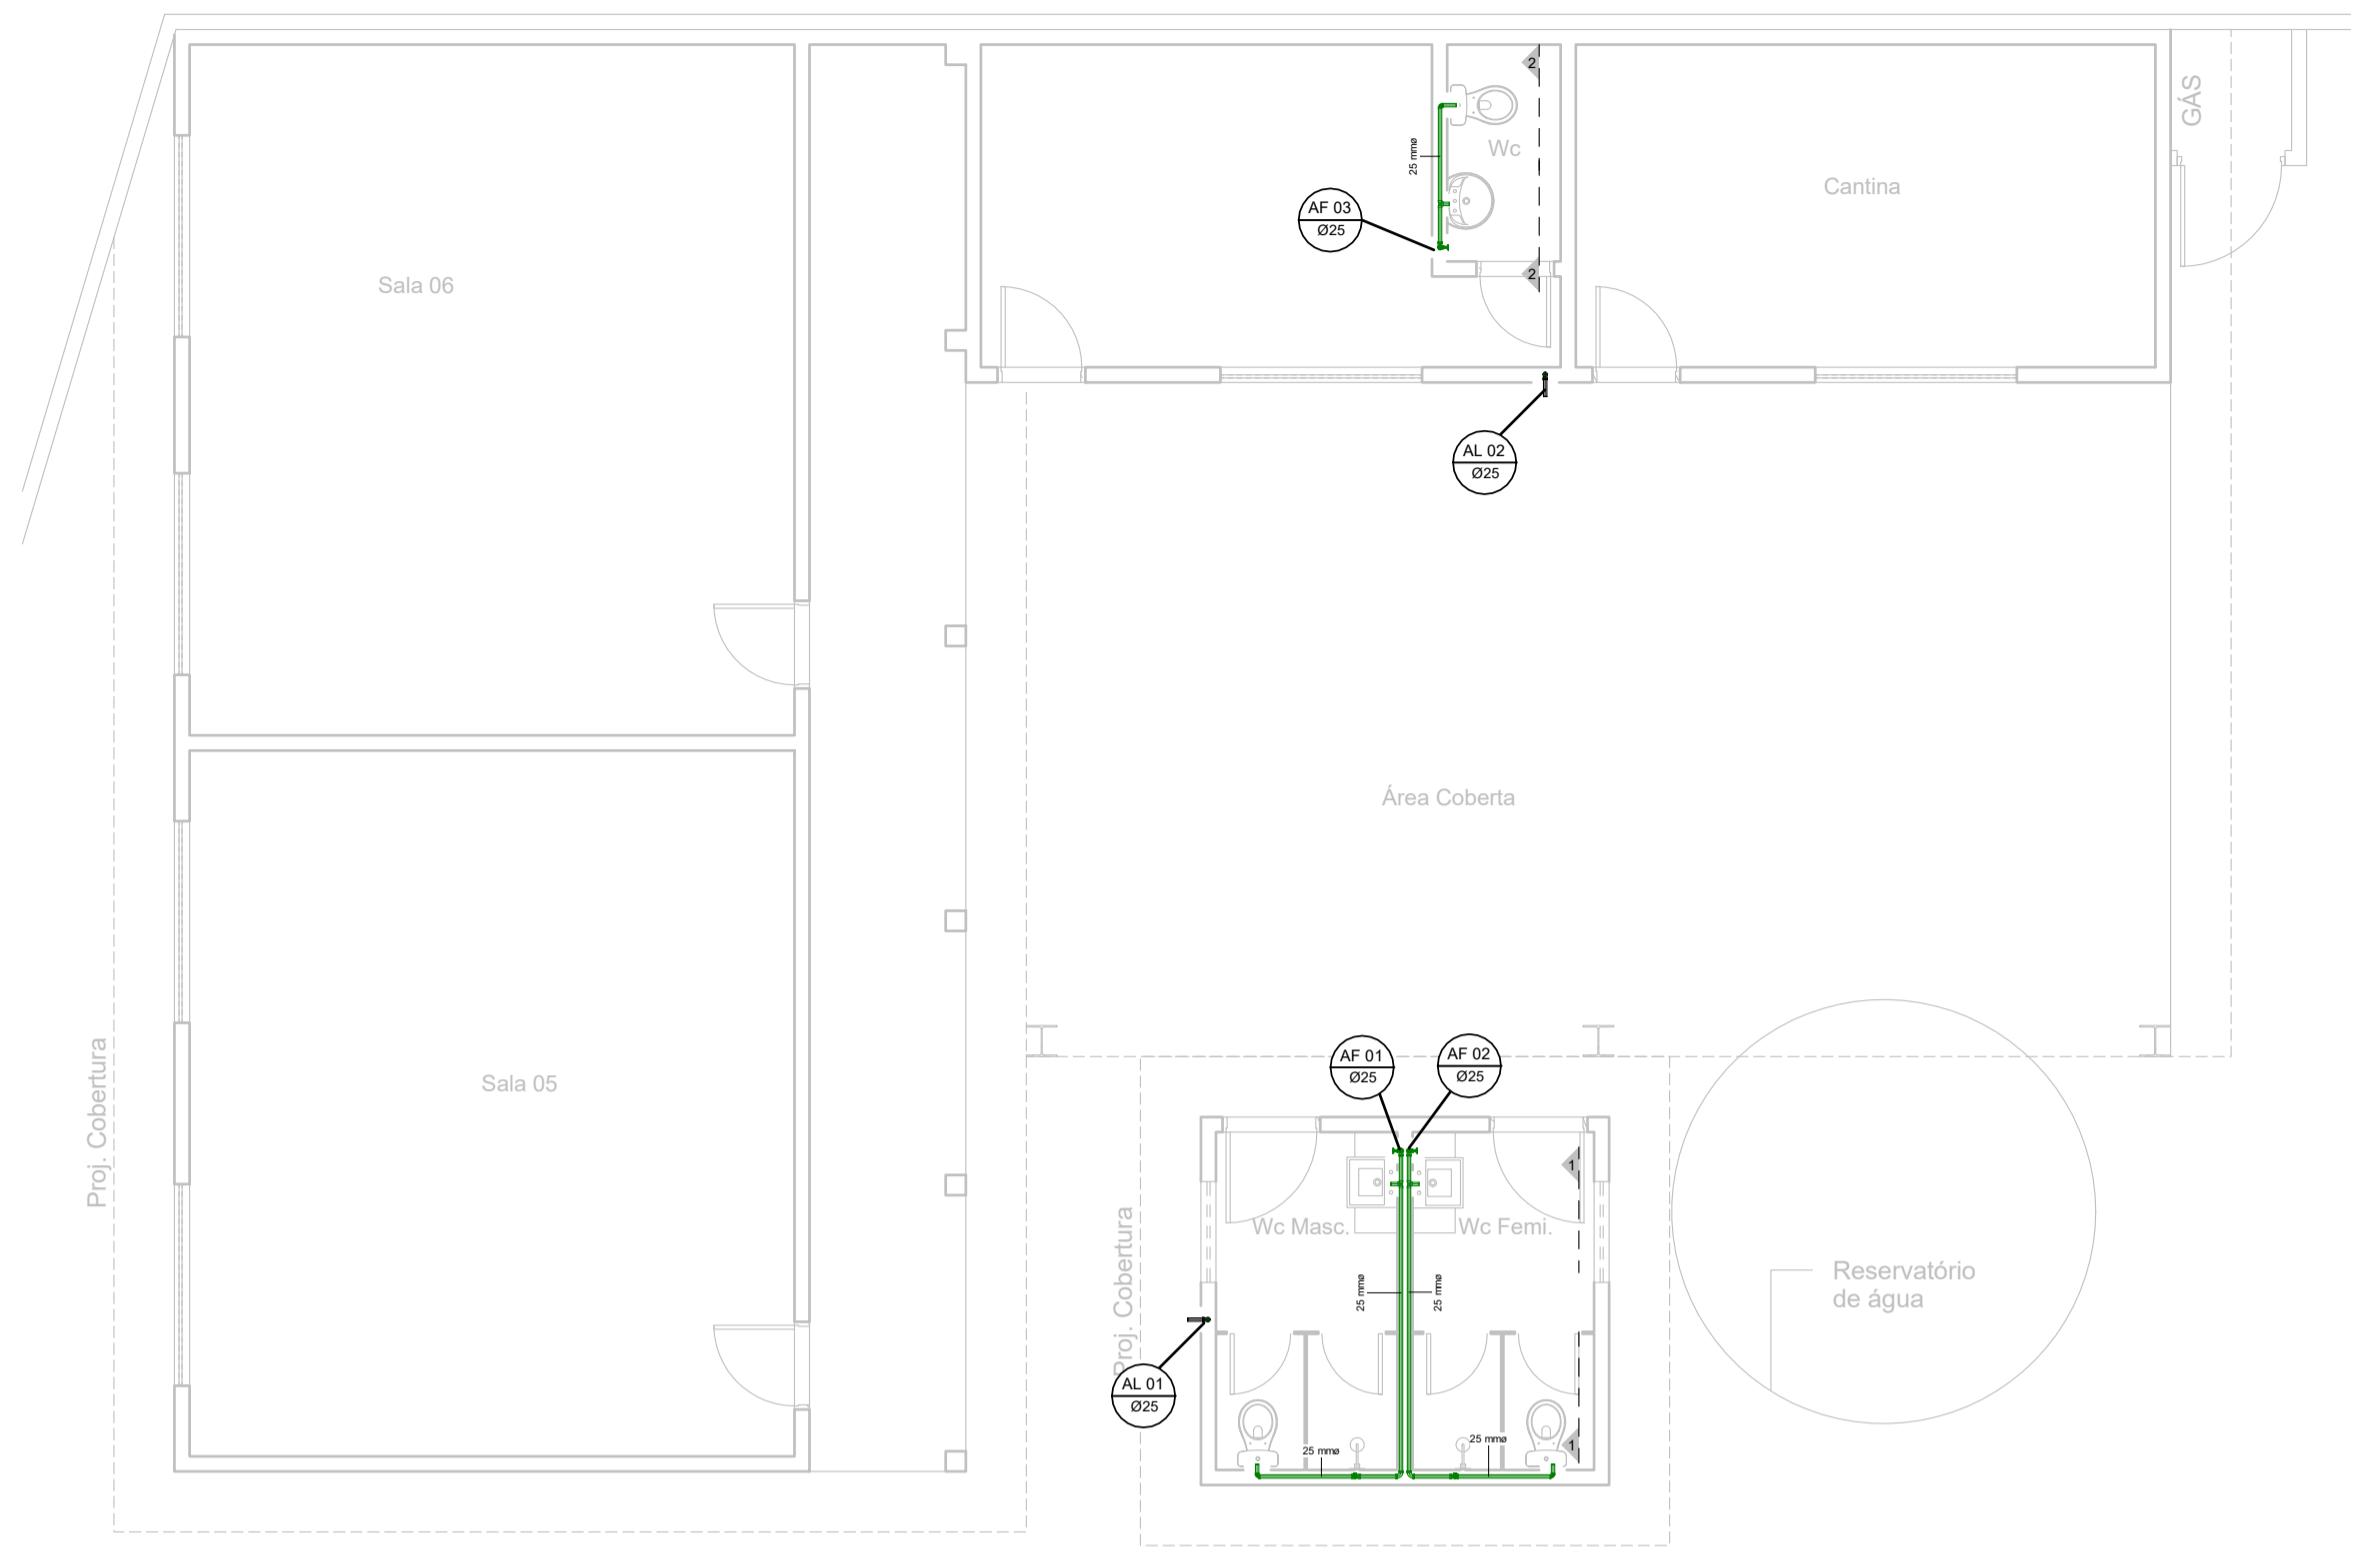 2
GÁS
25 mmø
Wc
Cantina
AF 03
Ø25
2
Sala 06
AL 02
Ø25
Área Coberta
AF 01
Ø25
AF 02
Ø25
Proj. Cobertura
Sala 05
1
Proj. Cobertura
Wc Masc.
Wc Femi.
25 mmø
25 mmø
Reservatório
de água
AL 01
Ø25
25 mmø
25 mmø
1